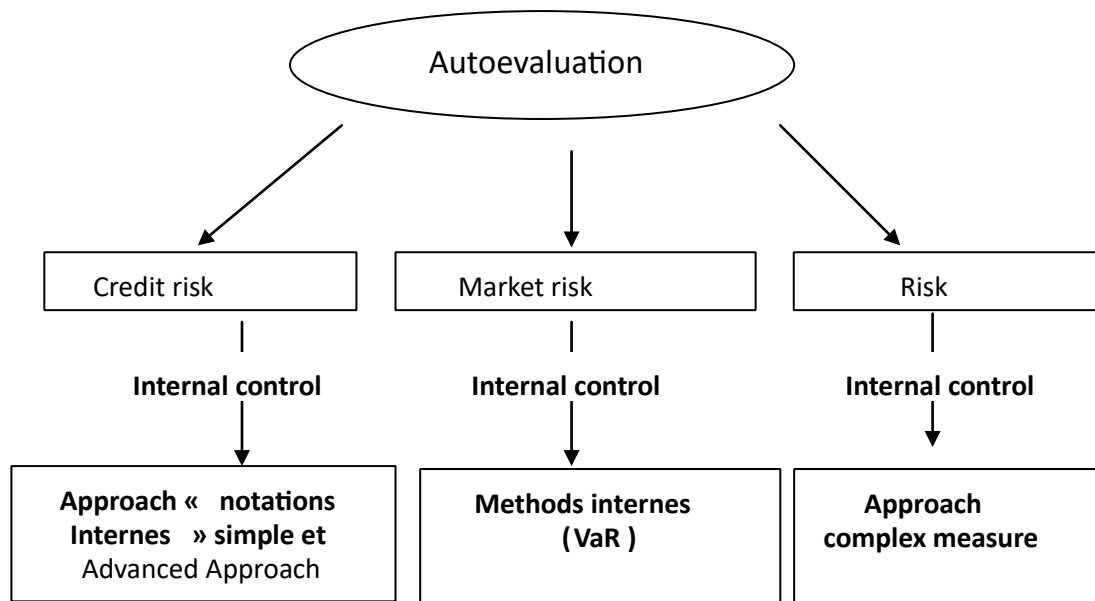 Autoevaluation
Credit risk
Market risk
Risk
Internal control
Internal control
Internal control
Approach « notations
Internes » simple et
Advanced Approach
Methods internes
(VaR )
Approach
complex measure